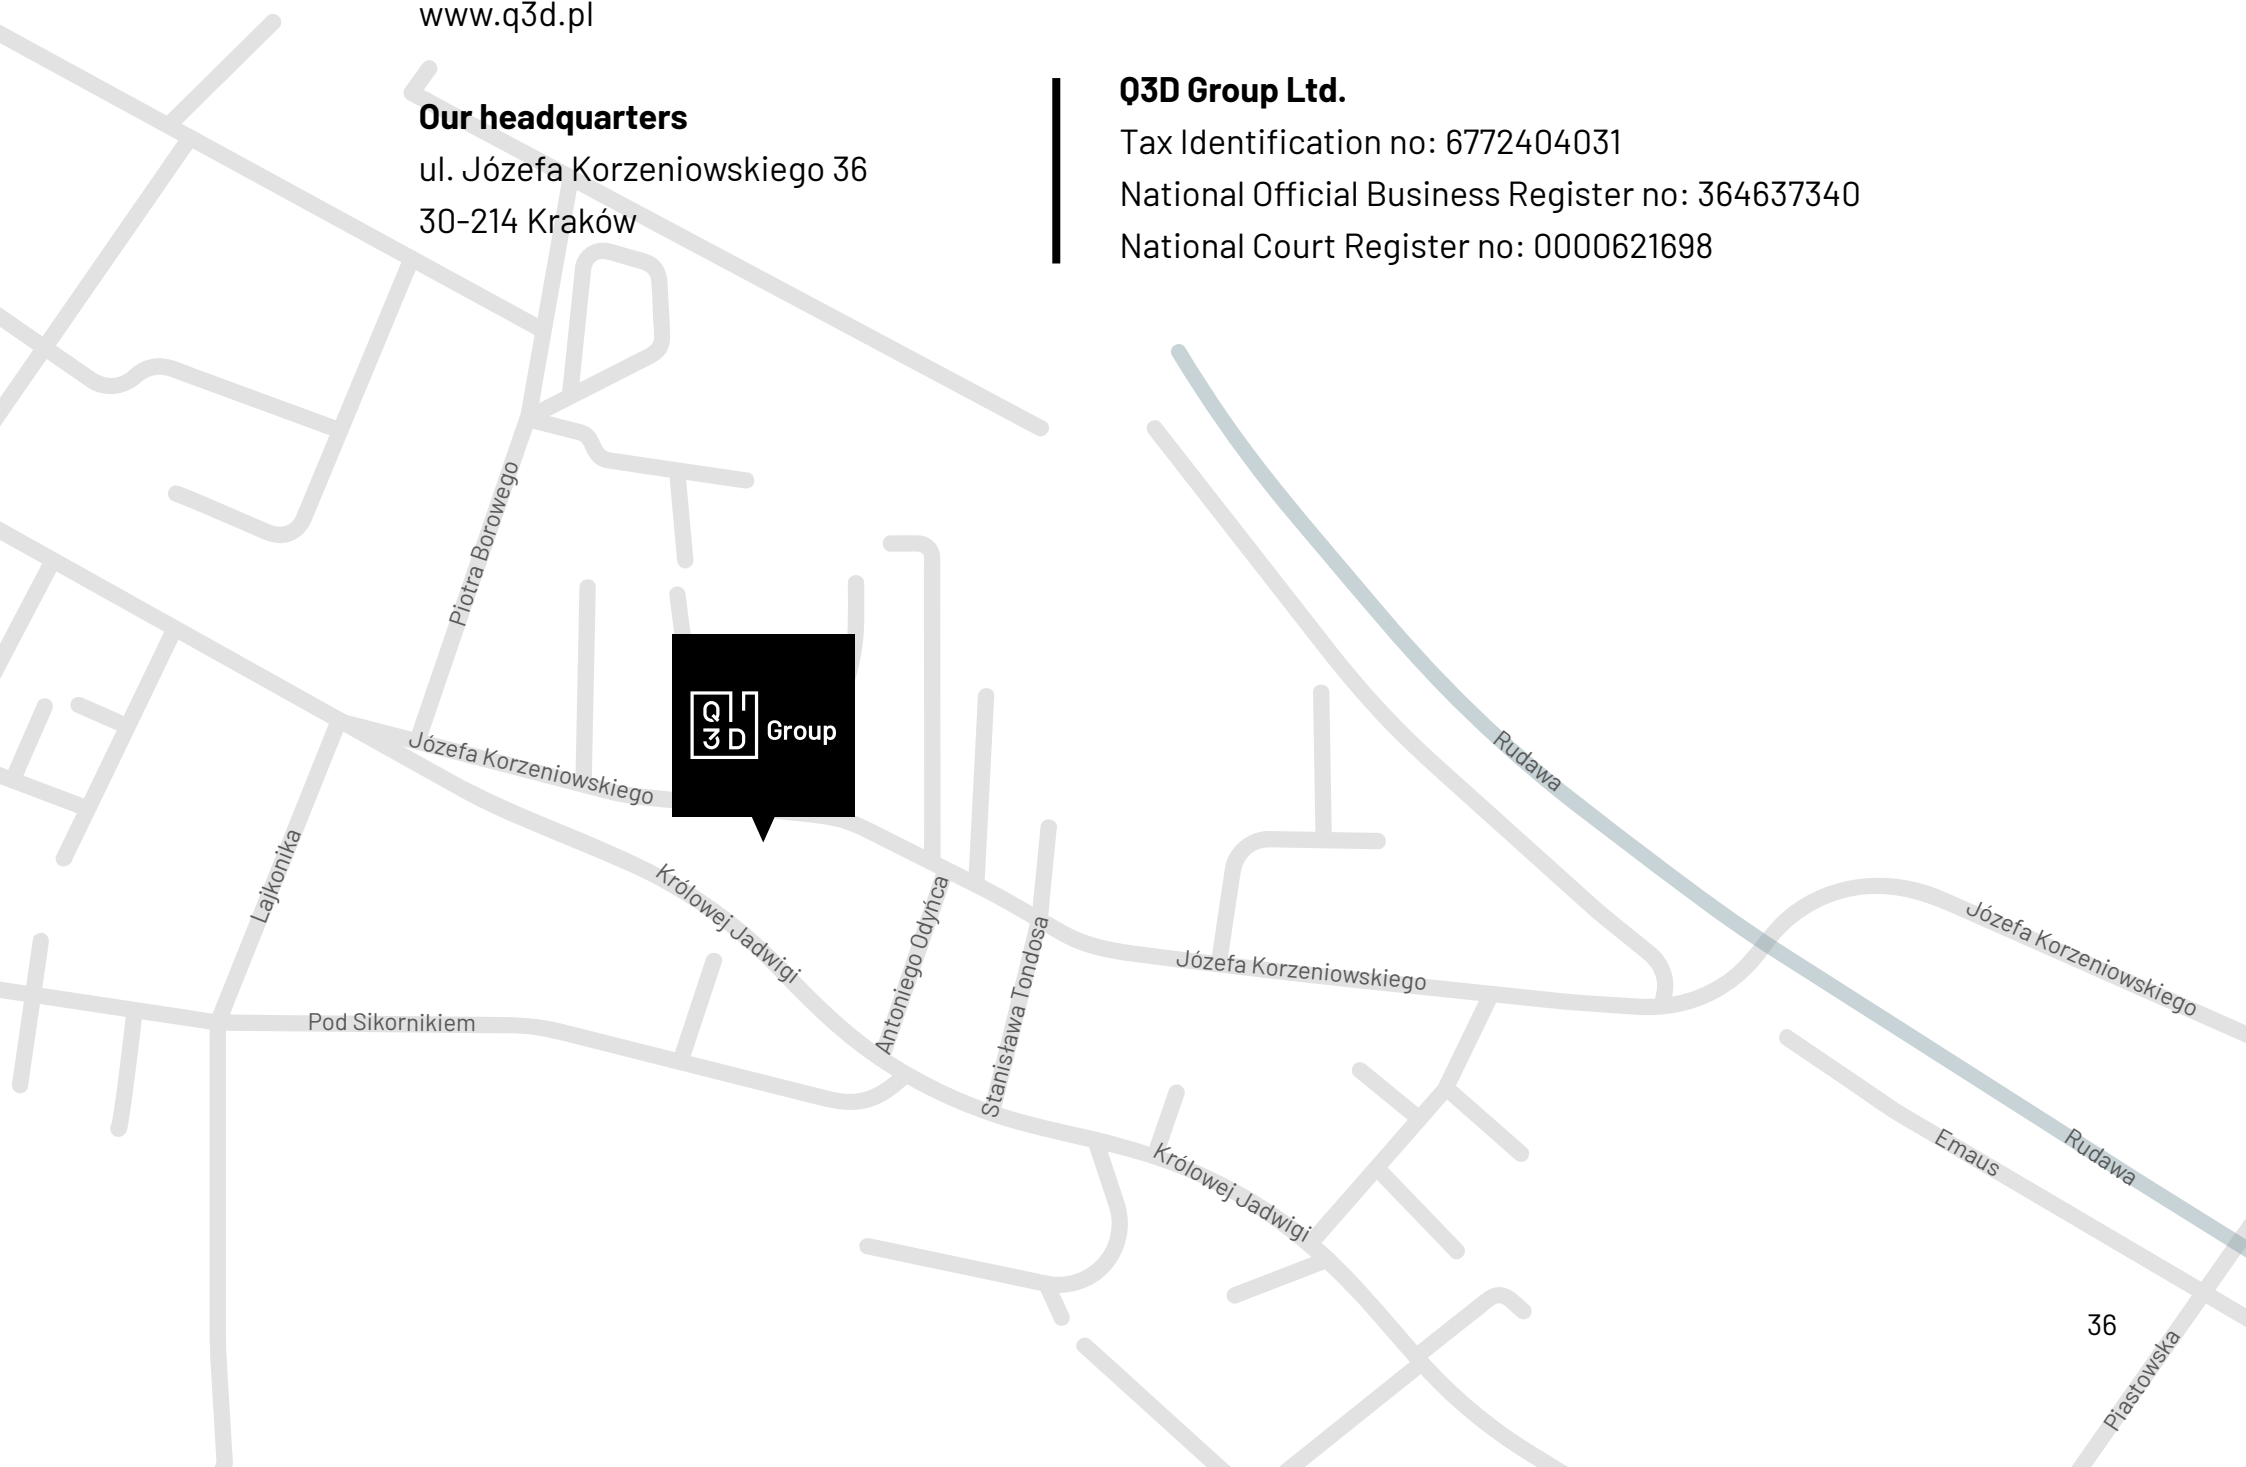 www.q3d.pl
Our headquarters
ul. Józefa Korzeniowskiego 36
30-214 Kraków
Q3D Group Ltd.
Tax Identification no: 6772404031
National Official Business Register no: 364637340
National Court Register no: 0000621698
Piotra Borowego
Q
3 D Group
Józefa Korzeniowskiego
Rudawa
Lajkonika
Królowej Jadwigi
Antoniego Odyńca
Stanisława Tondosa
Józefa Korzeniowskiego
Józefa Korzeniowskiego
Pod Sikornikiem
Królowej Jadwigi
Emaus
Rudawa
36
Piastowska